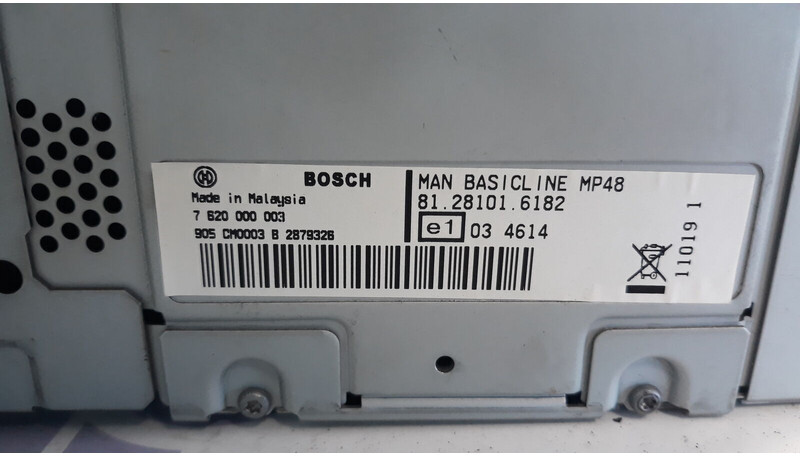 BOSCH
Made in Malaysia
7 620 000 003
905 CM0003 B 2879326
MAN BASICLINE MP48
81.28101.6182
e1 03 4614
11019 1